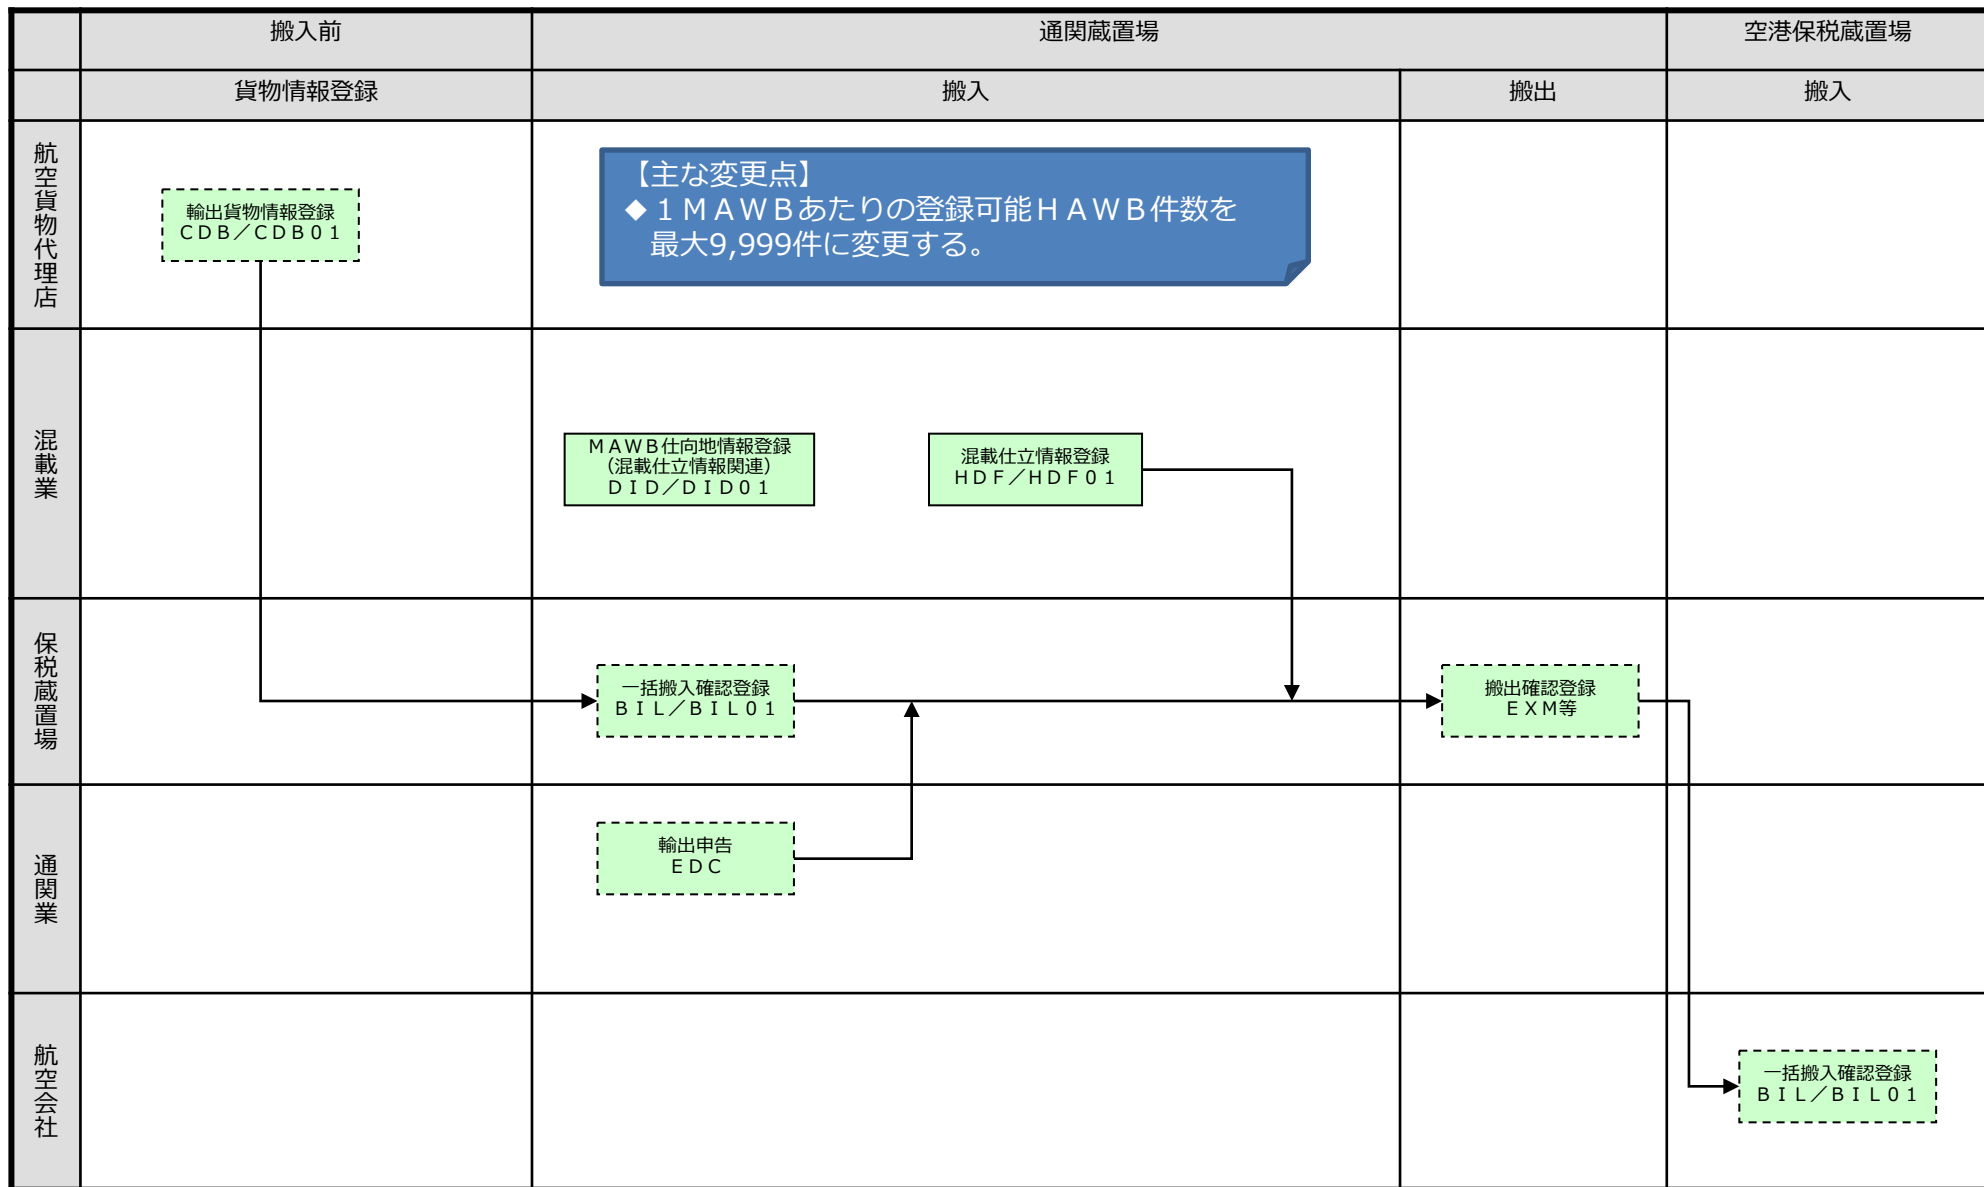 搬入前
通関蔵置場
空港保税蔵置場
貨物情報登録
搬入
搬出
搬入
航空貨物代理店
輸出貨物情報登録
ＣＤＢ／ＣＤＢ０１
【主な変更点】
◆１ＭＡＷＢあたりの登録可能ＨＡＷＢ件数を
最大9,999件に変更する。
混載業
ＭＡＷＢ仕向地情報登録
（混載仕立情報関連）
ＤＩＤ／ＤＩＤ０１
混載仕立情報登録
ＨＤＦ／ＨＤＦ０１
保税蔵置場
一括搬入確認登録
ＢＩＬ／ＢＩＬ０１
搬出確認登録
ＥＸＭ等
通関業
輸出申告
ＥＤＣ
航空会社
一括搬入確認登録
ＢＩＬ／ＢＩＬ０１